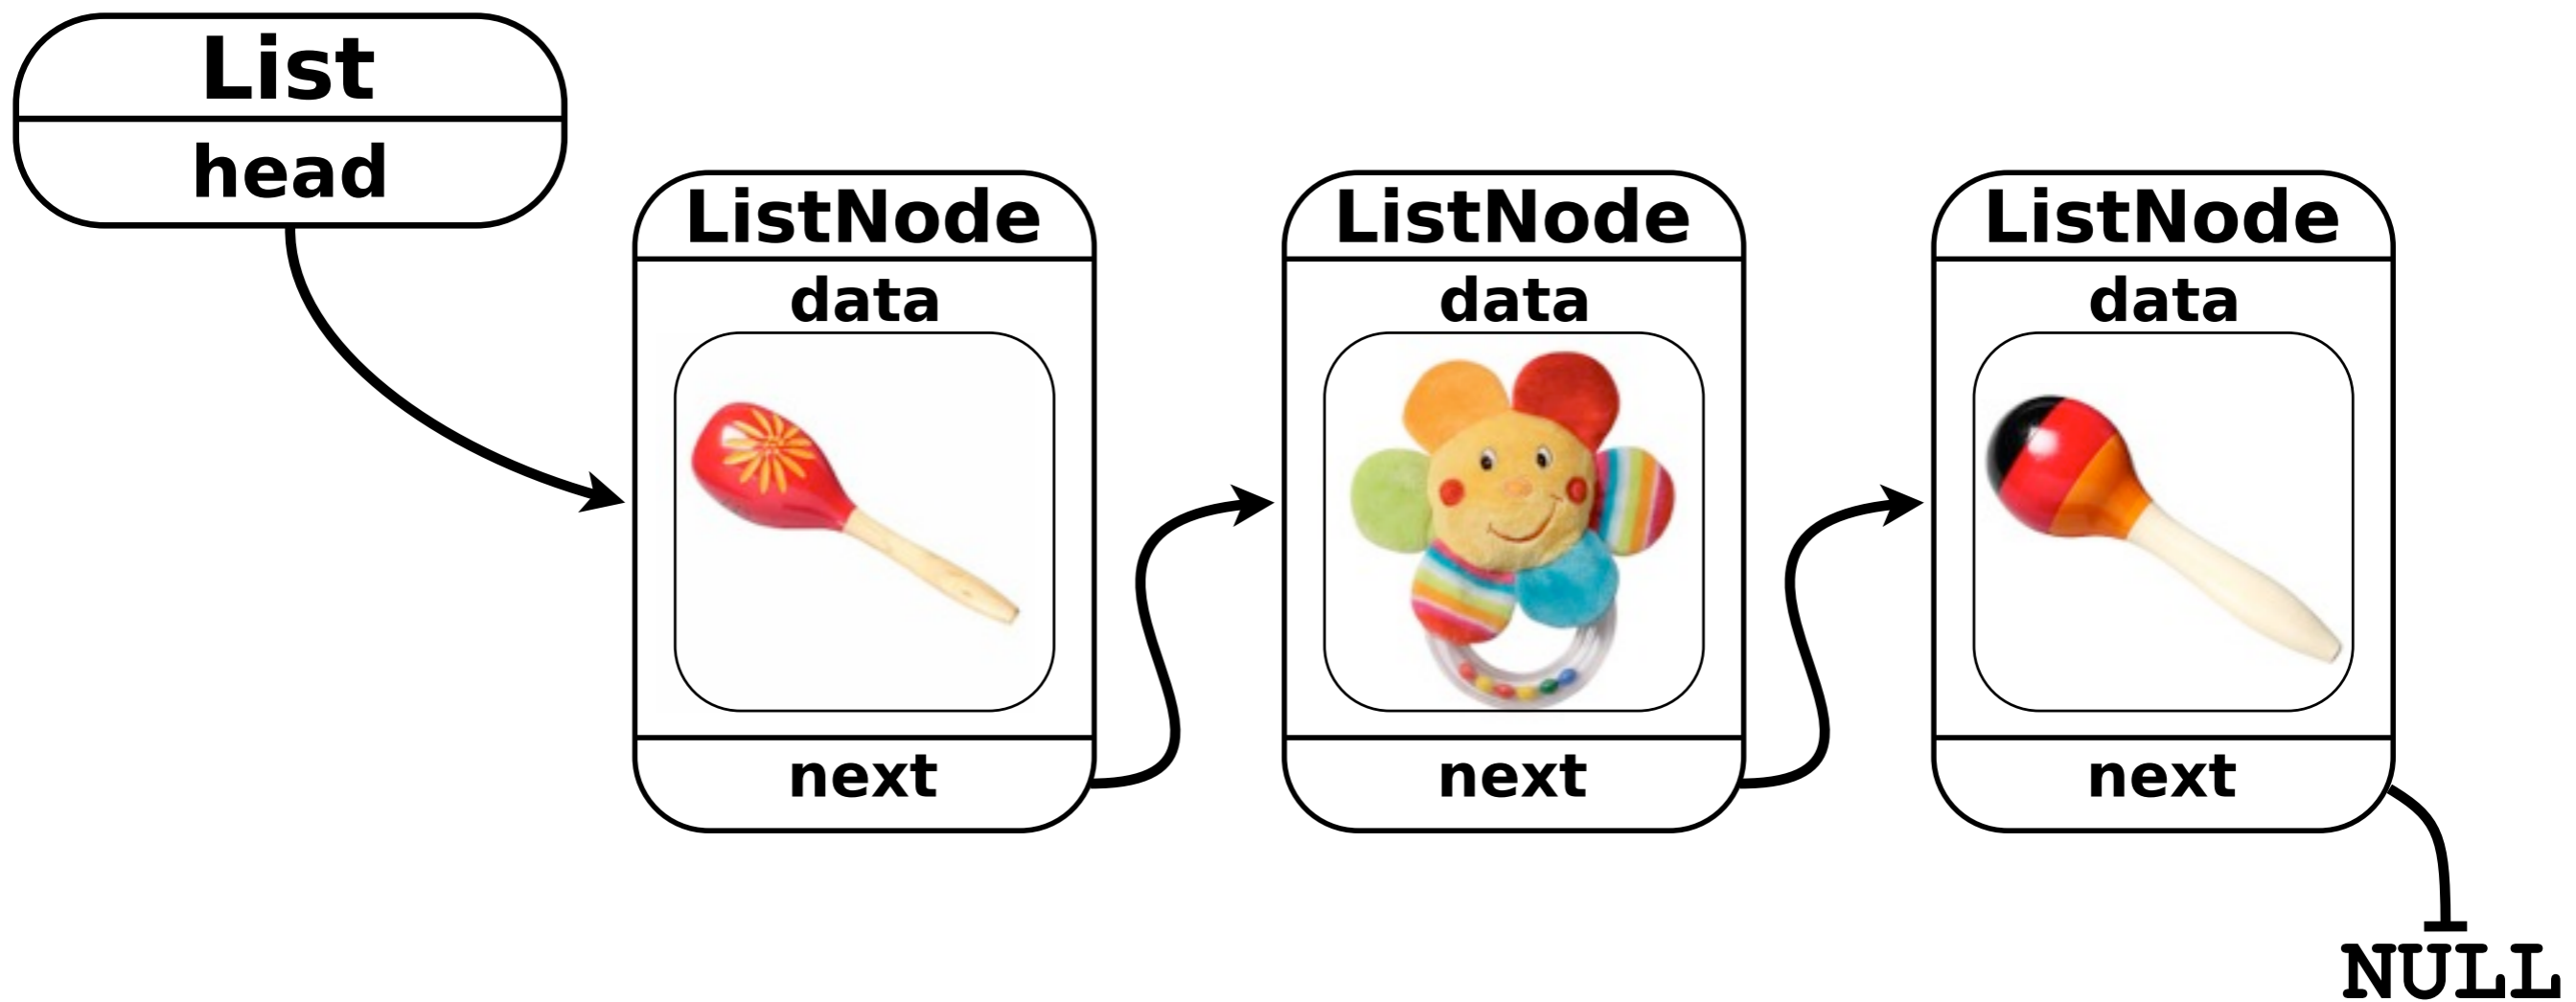 List
head
ListNode
data
next
ListNode
data
next
ListNode
data
next
NULL